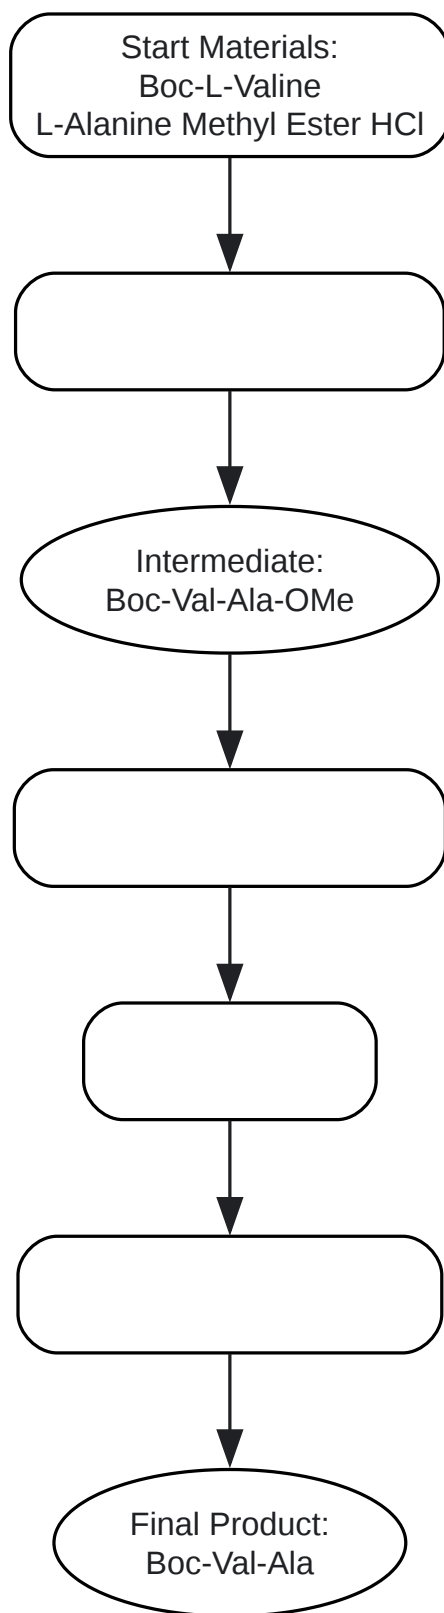 Start Materials:
Boc-L-Valine
L-Alanine Methyl Ester HCl
Intermediate:
Boc-Val-Ala-OMe
Final Product:
Boc-Val-Ala